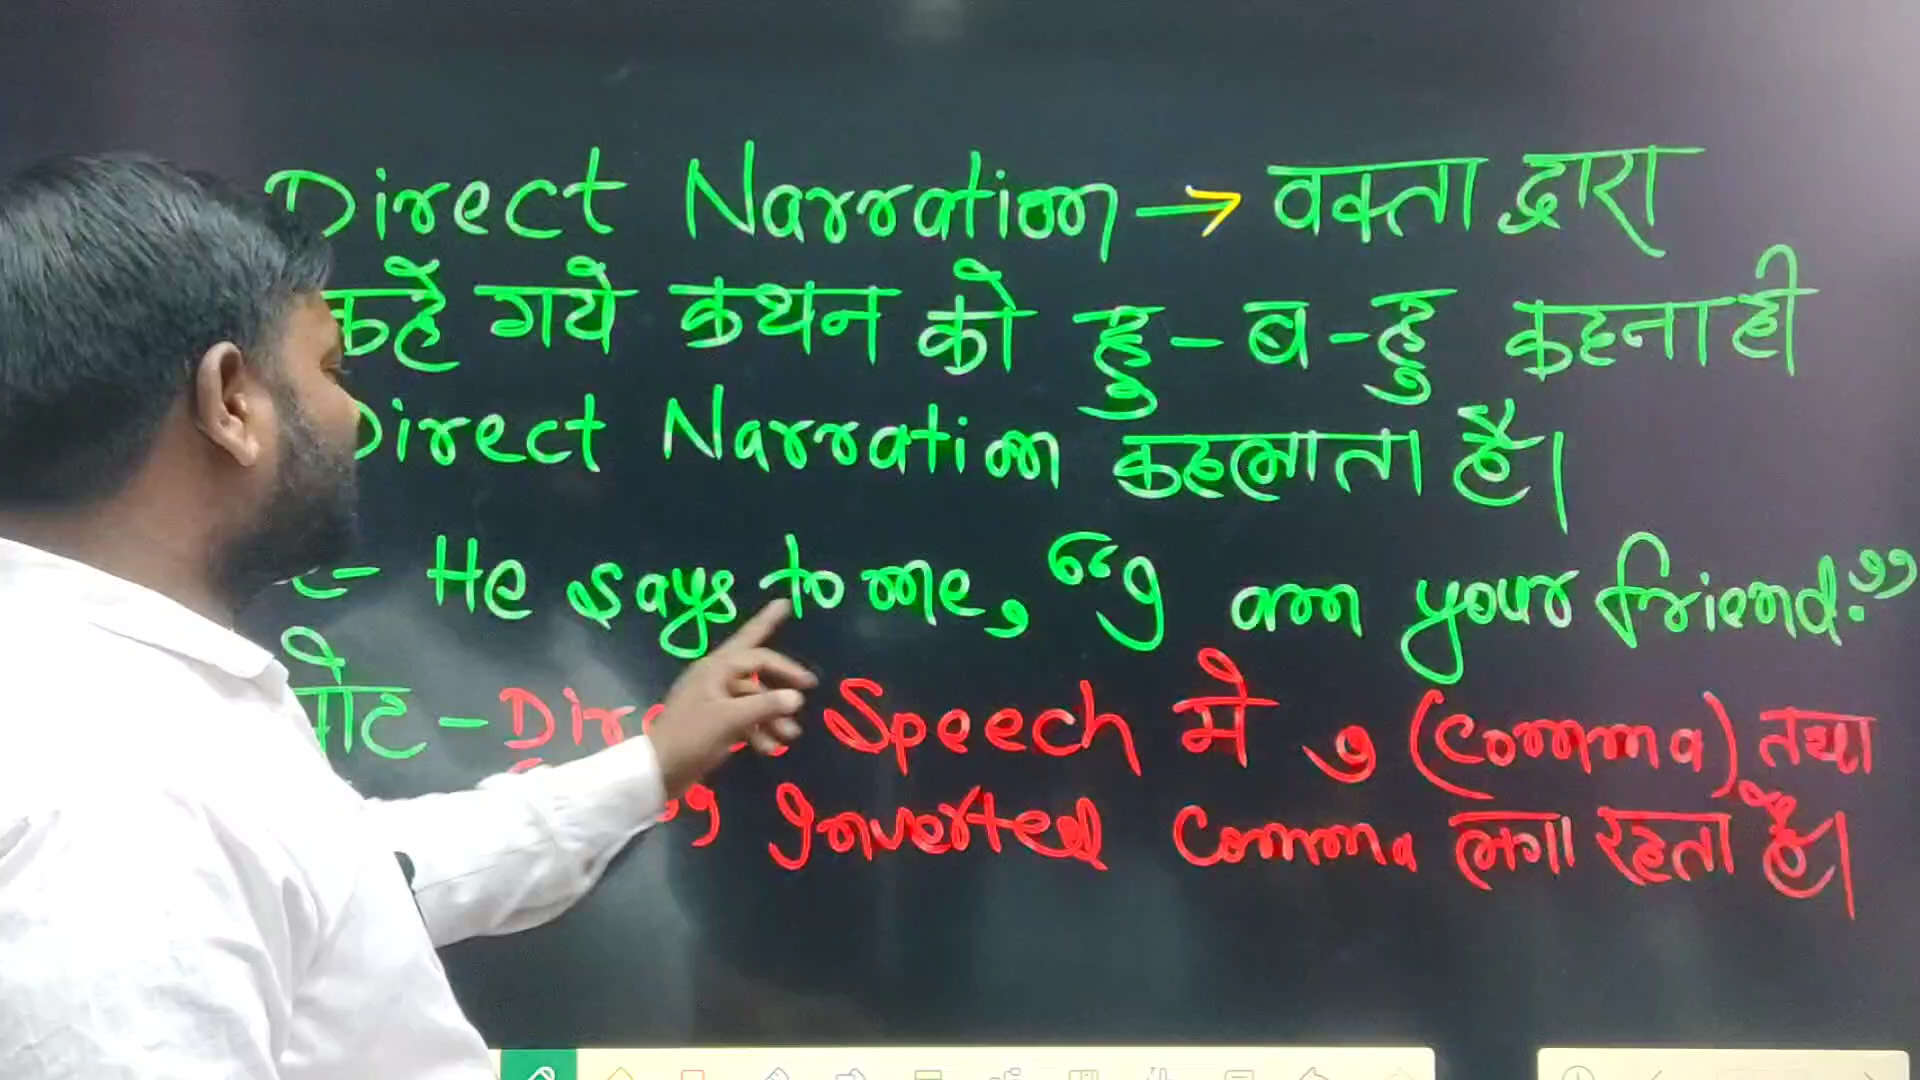 Direct Narration → वक्ता द्वारा
कहे गये कथन को हु-ब-हु कहना ही
Direct Narration कहलाता है।
He says to me, “I am your friend.”
नोट - Direct Speech में , (Comma) तथा
” Inverted Comma लगा रहता है।